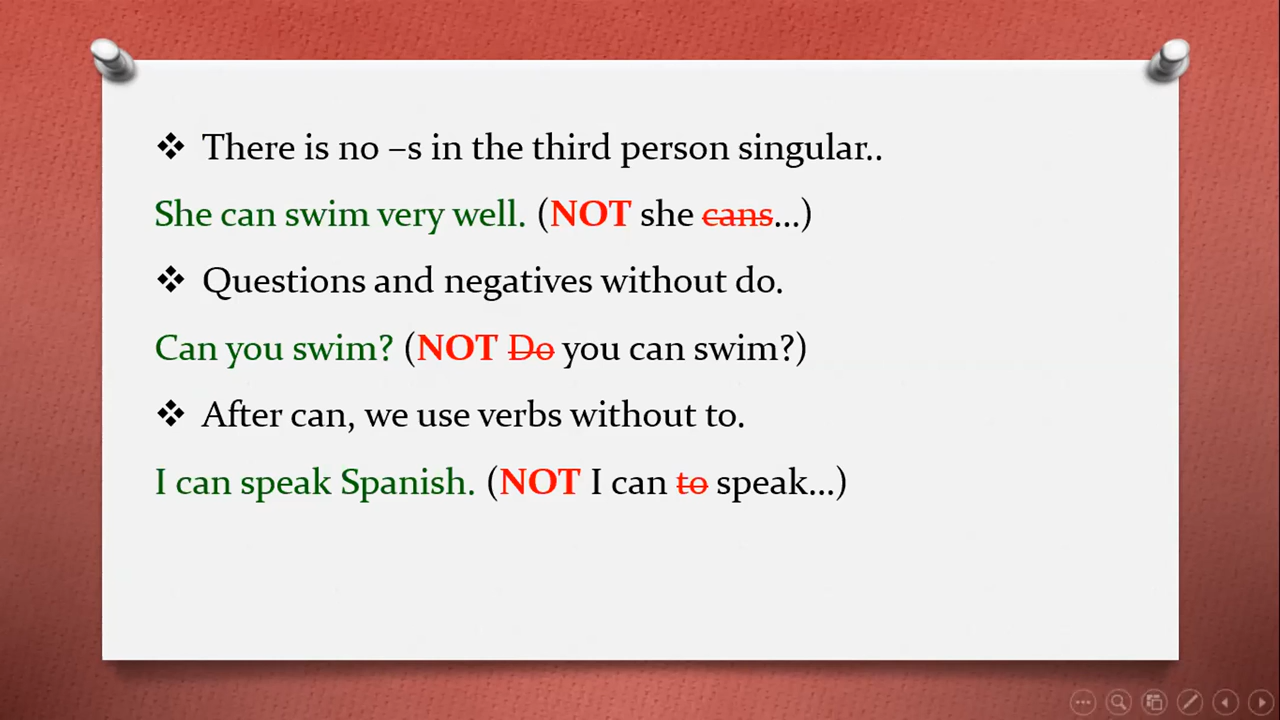 ❖ There is no –s in the third person singular..
She can swim very well. (NOT she cans...)
❖ Questions and negatives without do.
Can you swim? (NOT Do you can swim?)
❖ After can, we use verbs without to.
I can speak Spanish. (NOT I can to speak...)